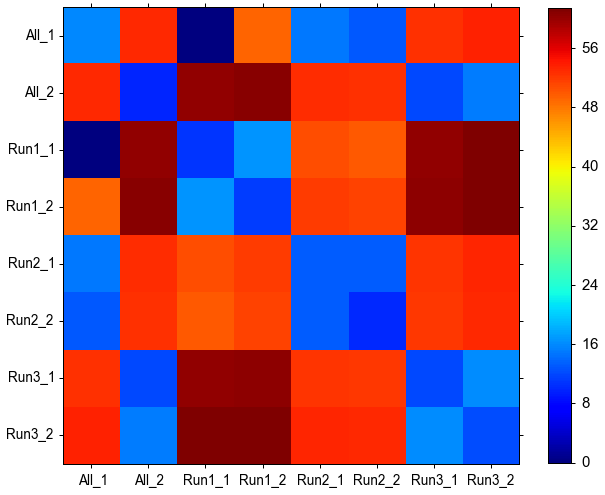 All_1
All_2
Run1_1
Run1_2
Run2_1
Run2_2
Run3_1
Run3_2
All_1 All_2 Run1_1 Run1_2 Run2_1 Run2_2 Run3_1 Run3_2
56
48
40
32
24
16
8
0